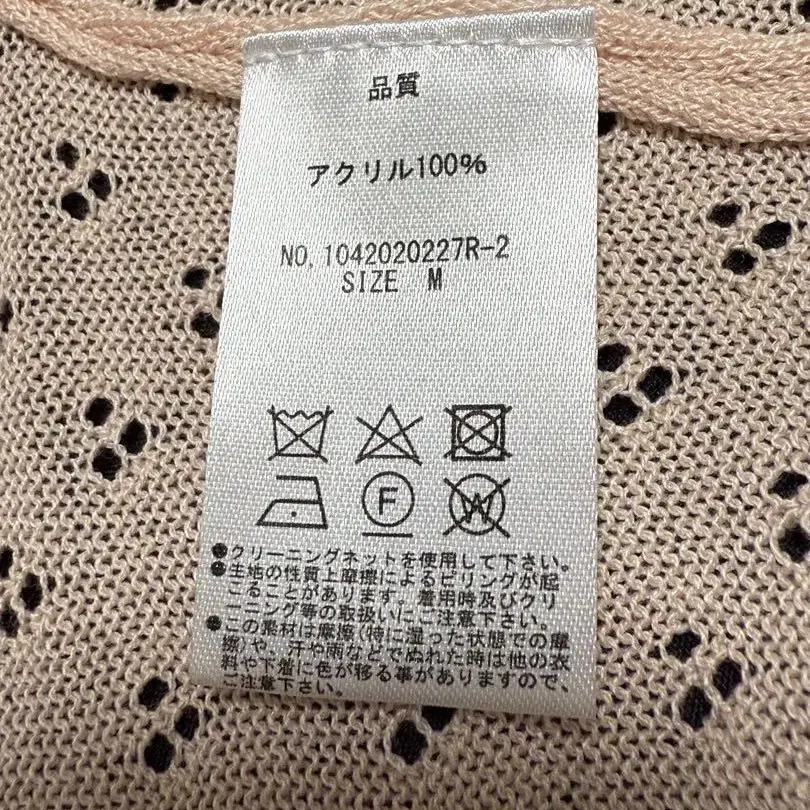 品質
アクリル100%
NO.1042020227R-2
SIZE M
F
W
●クリーニングネットを使用して下さい。
●生地の性質上摩擦によるピリングが起
こることがあります。着用時及びクリ
ーニング等の取扱いにご注意下さい。
●この素材は摩擦(特に湿った状態での摩
擦)や、汗や雨などでぬれた時は他の衣
料や下着に色が移る事がありますので、
ご注意下さい。